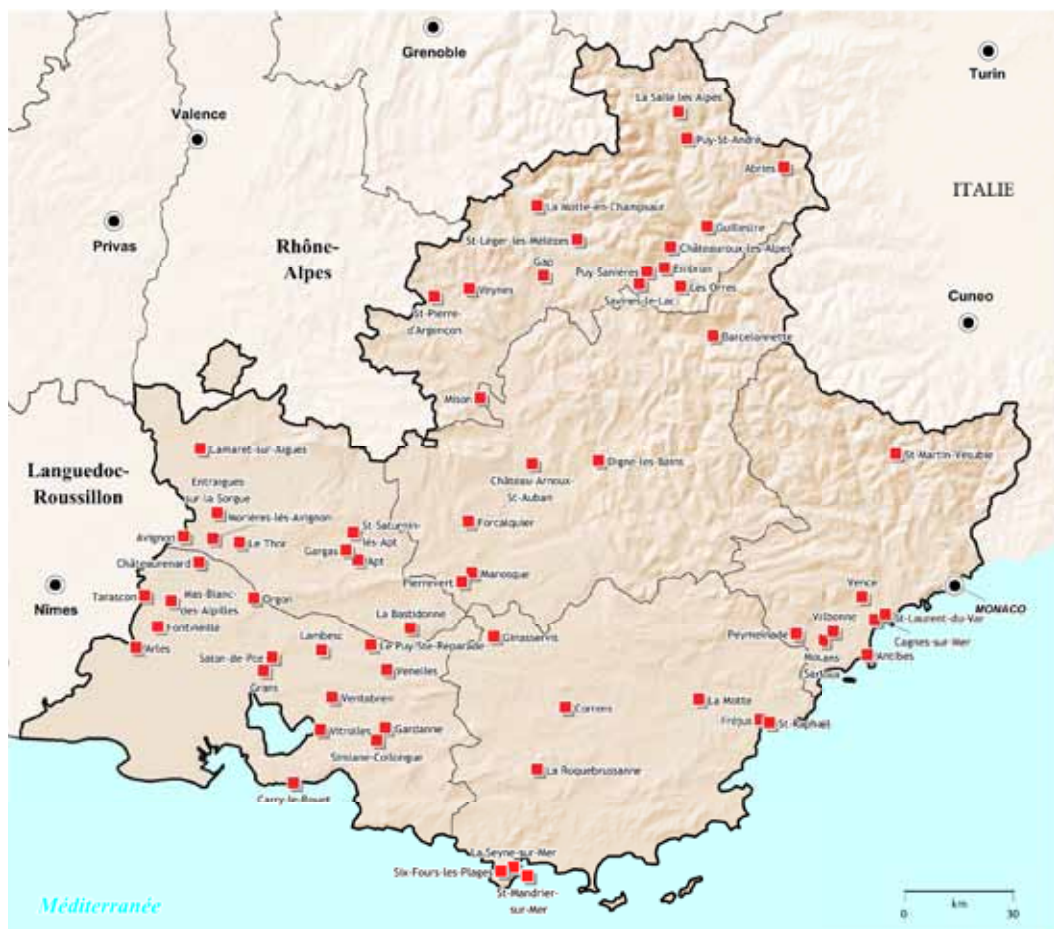 Grenoble
Turin
La Salle les Alpes
Valence
Puy-St-André
Abriès
ITALIE
La Motte-en-Champsaur
Privas
Guillestre
Rhône-
Alpes
St-Léger-les-Mélèzes
Châteauroux-les-Alpes
Gap
Puy-Sanières
Embrun
Veynes
Les Orres
St-Pierre-
d'Argençon
Savines-le-Lac
Cuneo
Barcelonnette
Mison
Lamaret-sur-Aigues
St-Martin-Vésubie
Languedoc-
Roussillon
Digne-les-Bains
Château-Arnoux-
St-Auban
Entraigues
sur la Sorgue
Morières-lès-Avignon
Forcalquier
St-Saturnin-
lès-Apt
Avignon
Le Thor
Gargas
Apt
Châteaurenard
Manosque
Pierrevert
Nîmes
Tarascon
Mas-Blanc-
des-Alpilles
Orgon
Vence
MONACO
La Bastidonne
St-Laurent-du-Var
Fontvieille
Valbonne
Lambesc
Ginasservis
Peymeinade
Cagnes sur Mer
Arles
Le Puy-Ste-Réparade
Mouans
Sartoux
Antibes
Salon-de-Pce
Venelles
Grans
Ventabren
La Motte
Correns
Fréjus
St-Raphaël
Vitrolles
Gardanne
Simiane-Collongue
La Roquebrussanne
Carry-le-Rouet
La Seyne-sur-Mer
Six-Fours-les-Plages
St-Mandrier-
sur-Mer
Méditerranée
0 km 30